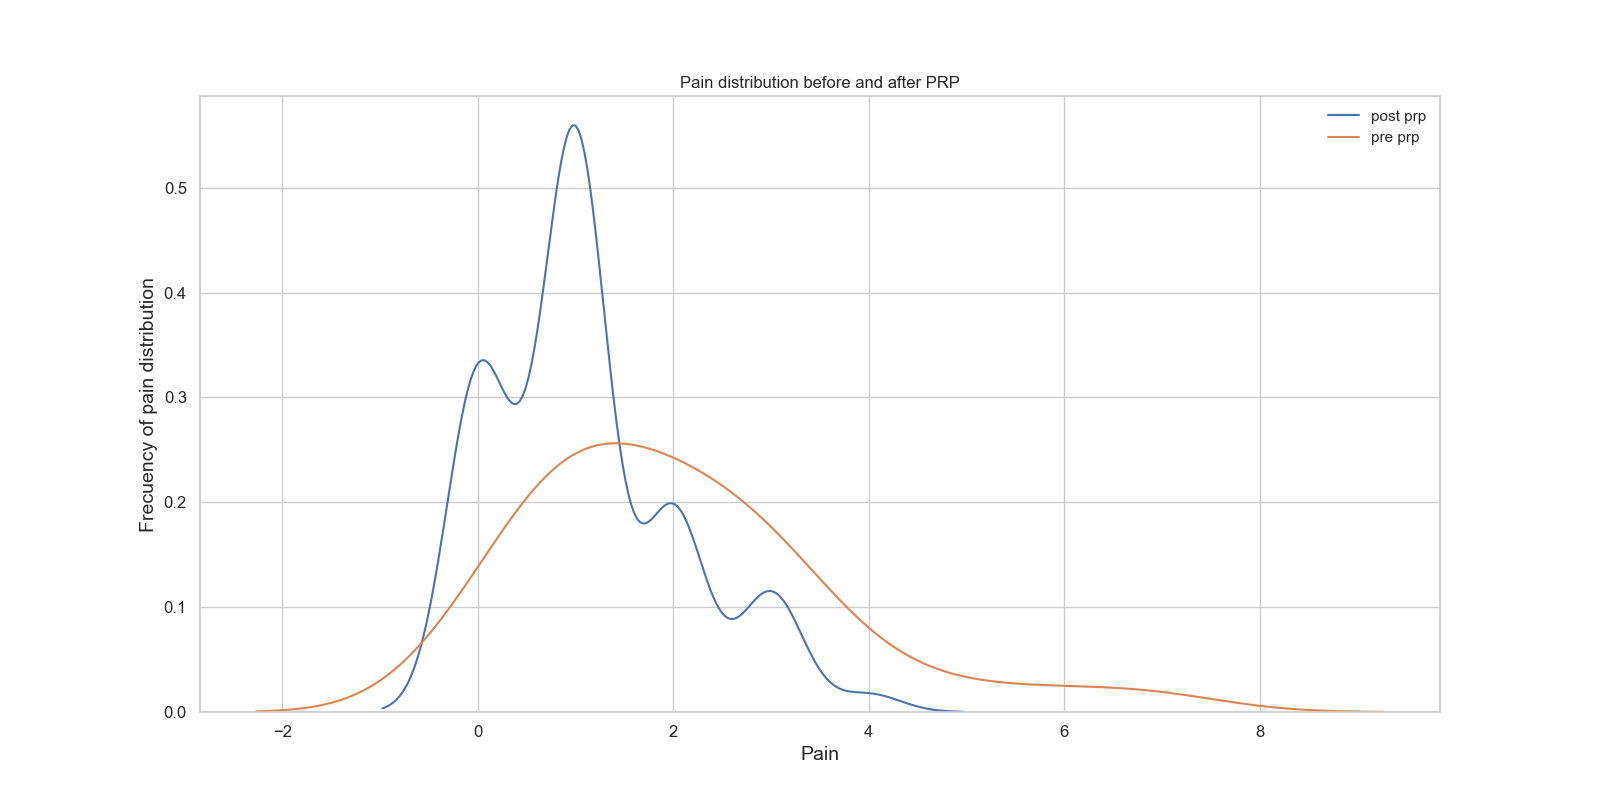 Pain distribution before and after PRP
post prp
pre prp
Frecuency of pain distribution
0.5
0.4
0.3
0.2
0.1
0.0
−2
0
2
4
6
8
Pain